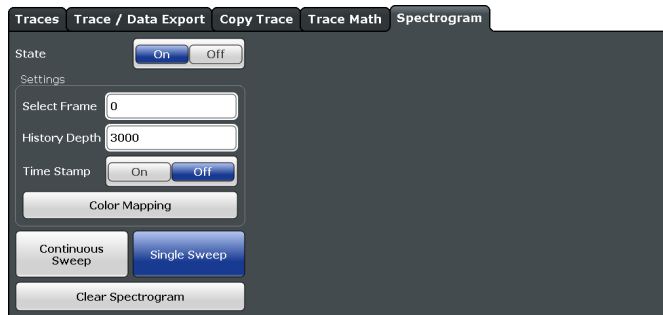 Traces Trace / Data Export Copy Trace Trace Math Spectrogram
State On Off
Settings
Select Frame 0
History Depth 3000
Time Stamp On Off
Color Mapping
Continuous Sweep Single Sweep
Clear Spectrogram